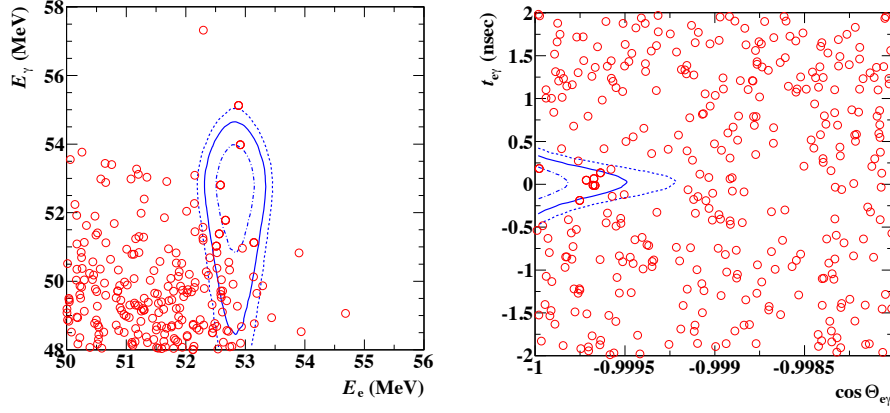 E_γ (MeV)
58
56
54
52
50
48
50 51 52 53 54 55 56
E_e (MeV)
t_eγ (nsec)
2
1.5
1
0.5
0
-0.5
-1
-1.5
-2
-1 -0.9995 -0.999 -0.9985
cos Θ_eγ